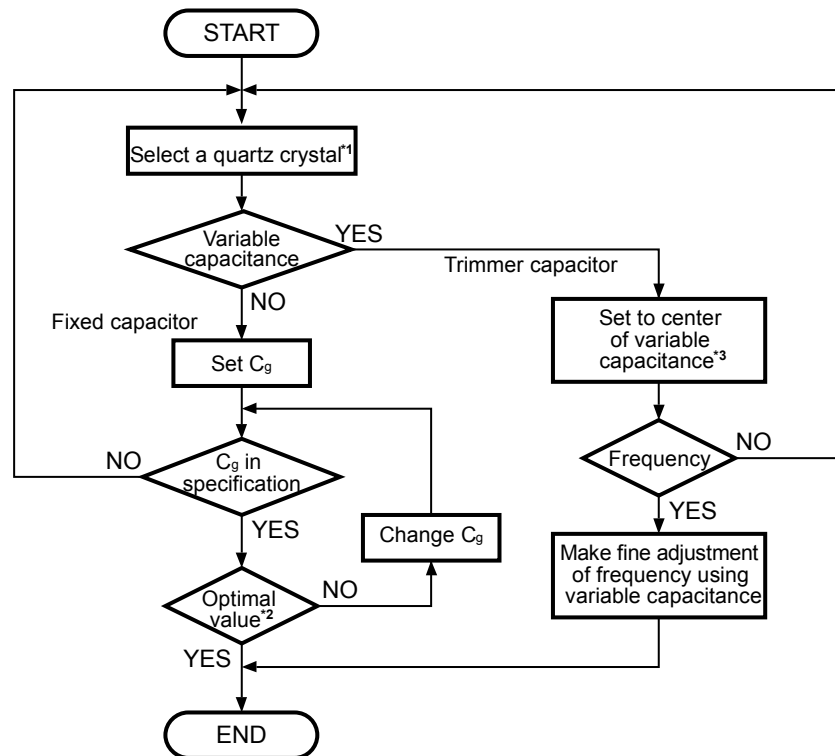 START
Select a quartz crystal*1
Variable
capacitance
YES
Trimmer capacitor
NO
Fixed capacitor
Set Cg
Set to center
of variable
capacitance*3
NO
Cg in
specification
YES
Change Cg
Frequency
NO
YES
Make fine adjustment
of frequency using
variable capacitance
Optimal
value*2
NO
YES
END